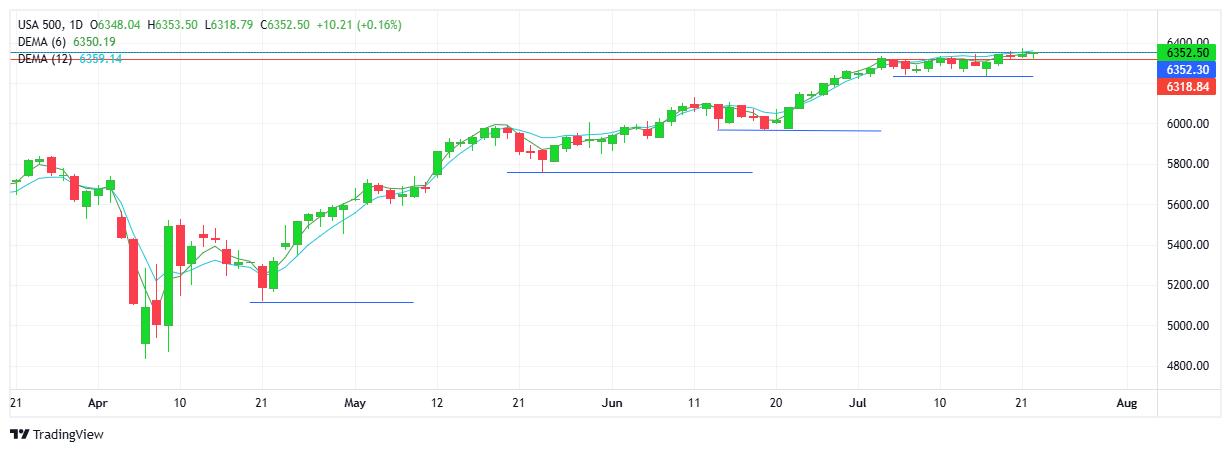 USA 500, 1D O6348.04 H6353.50 L6318.79 C6352.50 +10.21 (+0.16%)
DEMA (6) 6350.19
DEMA (12) 6359.14
6400.00
6352.50
6352.30
6318.84
6000.00
5800.00
5600.00
5400.00
5200.00
5000.00
4800.00
21 Apr 10 21 May 12 21 Jun 11 20 Jul 10 21 Aug
TradingView